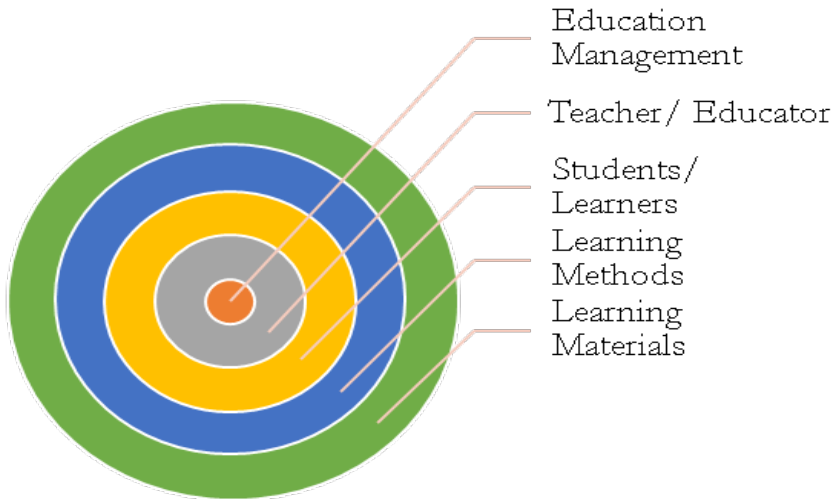 Education
Management
Teacher/ Educator
Students/
Learners
Learning
Methods
Learning
Materials